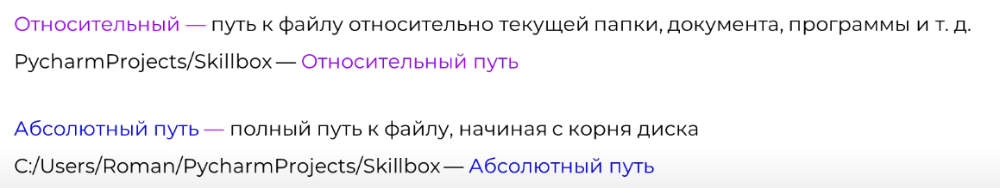 Относительный — путь к файлу относительно текущей папки, документа, программы и т. д.
PycharmProjects/Skillbox — Относительный путь
Абсолютный путь — полный путь к файлу, начиная с корня диска
C:/Users/Roman/PycharmProjects/Skillbox — Абсолютный путь